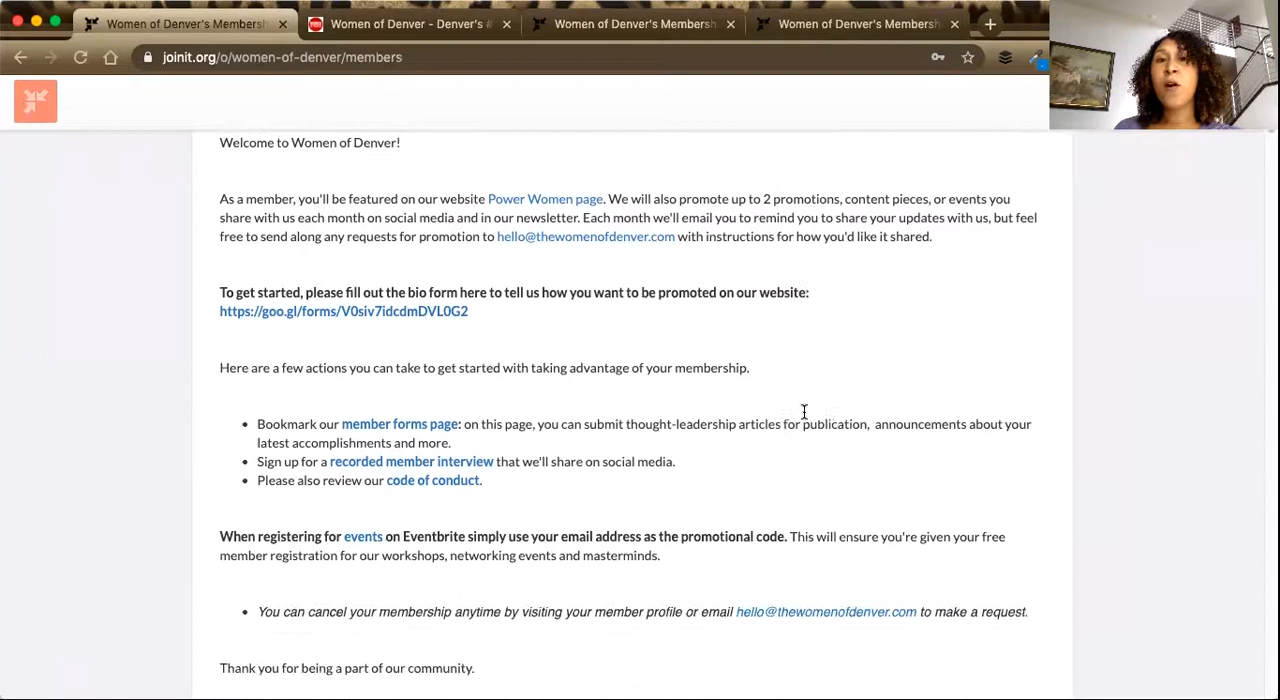 Women of Denver's Membersh
Women of Denver - Denver's #
Women of Denver's Membersh
Women of Denver's Membersh
joinit.org/o/women-of-denver/members
Welcome to Women of Denver!
As a member, you'll be featured on our website Power Women page. We will also promote up to 2 promotions, content pieces, or events you
share with us each month on social media and in our newsletter. Each month we'll email you to remind you to share your updates with us, but feel
free to send along any requests for promotion to hello@thewomenofdenver.com with instructions for how you'd like it shared.
To get started, please fill out the bio form here to tell us how you want to be promoted on our website:
https://goo.gl/forms/V0siv7idcdmDVL0G2
Here are a few actions you can take to get started with taking advantage of your membership.
• Bookmark our member forms page: on this page, you can submit thought-leadership articles for publication, announcements about your
latest accomplishments and more.
• Sign up for a recorded member interview that we'll share on social media.
• Please also review our code of conduct.
When registering for events on Eventbrite simply use your email address as the promotional code. This will ensure you're given your free
member registration for our workshops, networking events and masterminds.
• You can cancel your membership anytime by visiting your member profile or email hello@thewomenofdenver.com to make a request.
Thank you for being a part of our community.